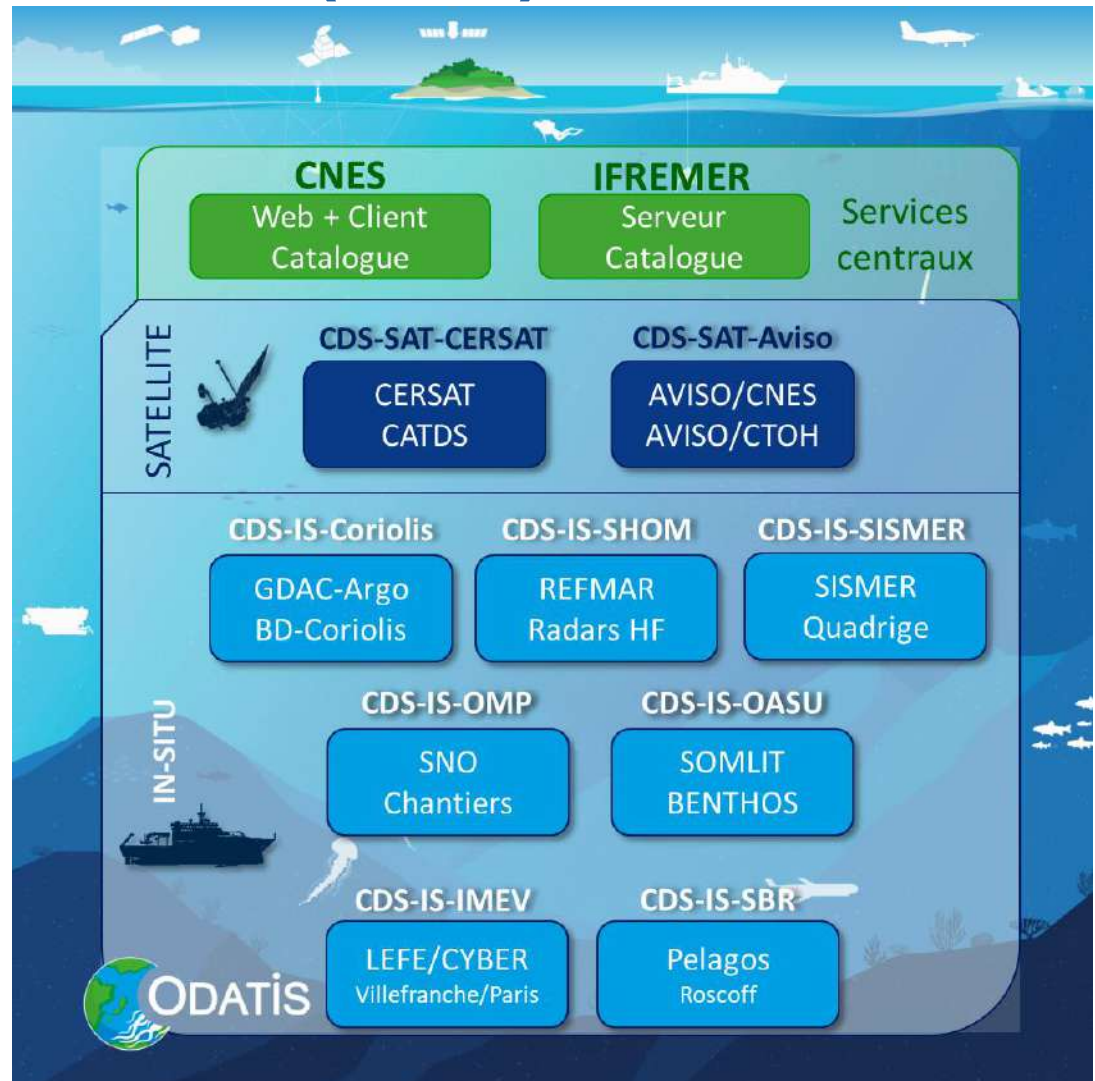 CNES
IFREMER
Web + Client
Catalogue
Serveur
Catalogue
Services
centraux
SATELLITE
CDS-SAT-CERSAT
CDS-SAT-Aviso
CERSAT
CATDS
AVISO/CNES
AVISO/CTOH
IN-SITU
CDS-IS-Coriolis
CDS-IS-SHOM
CDS-IS-SISMER
GDAC-Argo
BD-Coriolis
REFMAR
Radars HF
SISMER
Quadrige
CDS-IS-OMP
CDS-IS-OASU
SNO
Chantiers
SOMLIT
BENTHOS
CDS-IS-IMEV
CDS-IS-SBR
LEFE/CYBER
Villefranche/Paris
Pelagos
Roscoff
ODATiS